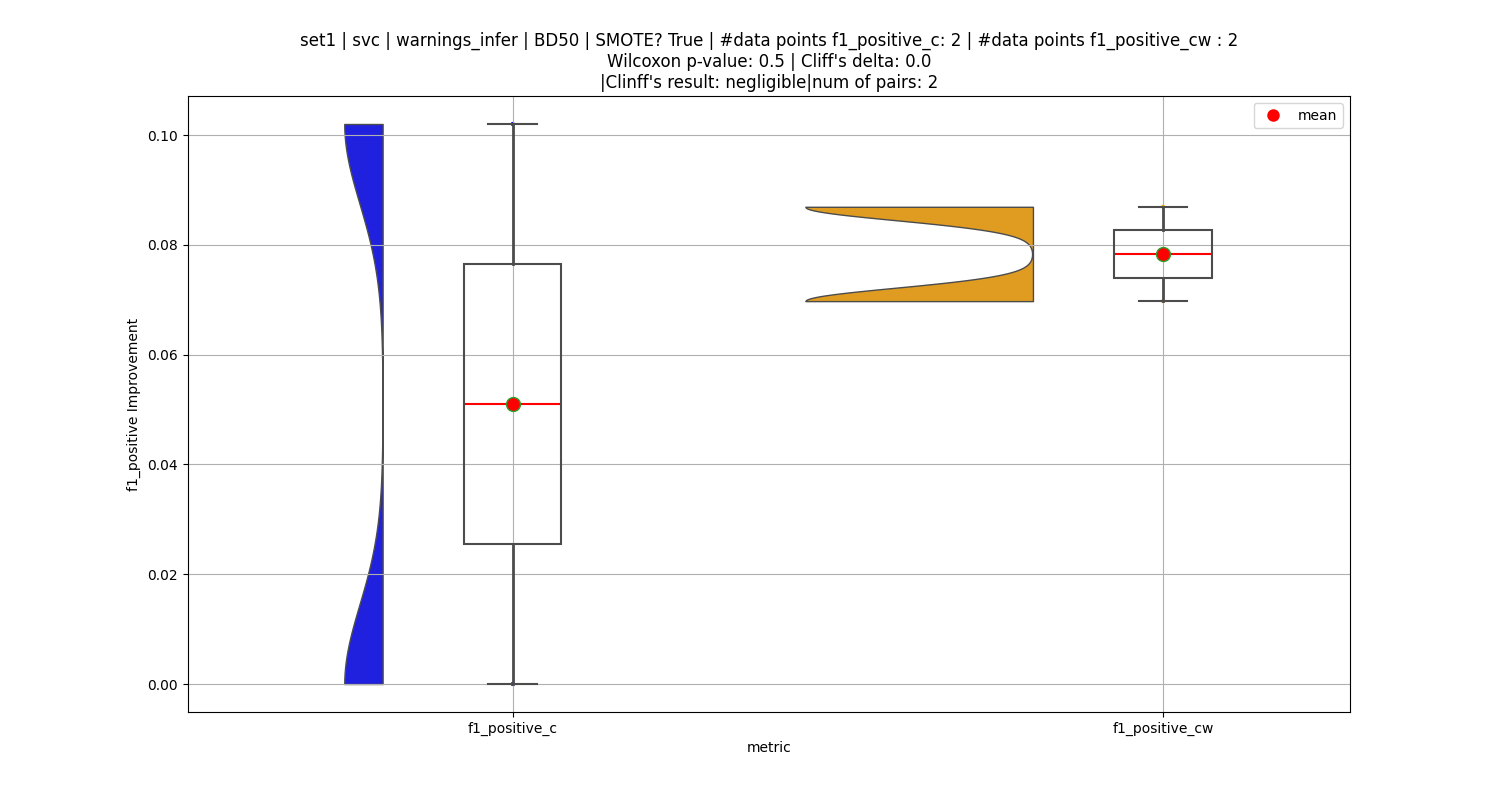 set1 | svc | warnings_infer | BD50 | SMOTE? True | #data points f1_positive_c: 2 | #data points f1_positive_cw : 2
Wilcoxon p-value: 0.5 | Cliff's delta: 0.0
|Clinff's result: negligible|num of pairs: 2
mean
0.10
0.08
0.06
0.04
0.02
0.00
f1_positive Improvement
f1_positive_c
f1_positive_cw
metric